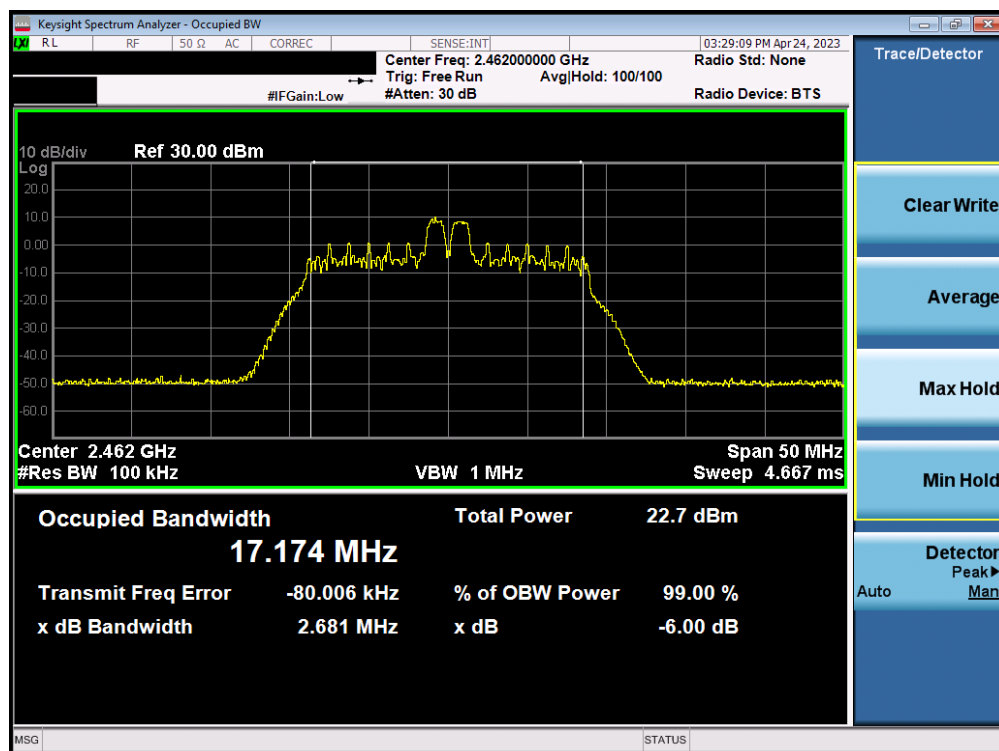 Keysight Spectrum Analyzer - Occupied BW
LXI RL RF 50 Ω AC CORREC SENSE:INT 03:29:09 PM Apr 24, 2023
Center Freq: 2.462000000 GHz Radio Std: None
Trig: Free Run Avg|Hold: 100/100
#IFGain:Low #Atten: 30 dB Radio Device: BTS
Trace/Detector
10 dB/div Ref 30.00 dBm
Log
20.0
10.0
0.00
-10.0
-20.0
-30.0
-40.0
-50.0
-60.0
Center 2.462 GHz Span 50 MHz
#Res BW 100 kHz VBW 1 MHz Sweep 4.667 ms
Occupied Bandwidth Total Power 22.7 dBm
17.174 MHz
Transmit Freq Error -80.006 kHz % of OBW Power 99.00 %
x dB Bandwidth 2.681 MHz x dB -6.00 dB
Clear Write
Average
Max Hold
Min Hold
Detector
Peak▶
Auto Man
MSG STATUS